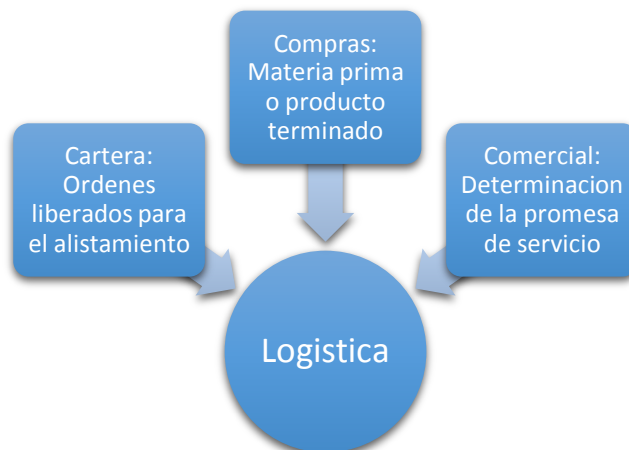 Compras:
Materia prima
o producto
terminado
Cartera:
Ordenes
liberados para
el alistamiento
Comercial:
Determinacion
de la promesa
de servicio
Logistica